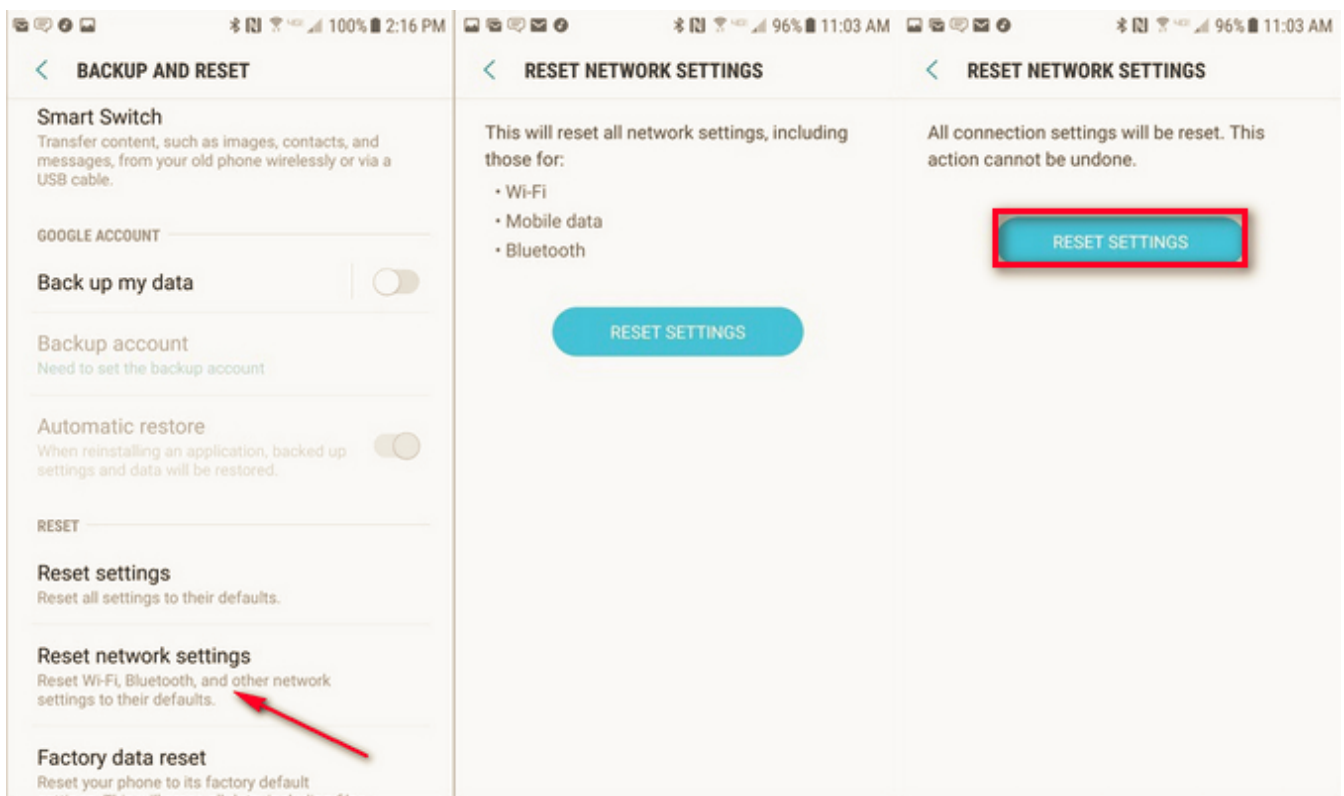 100% 2:16 PM
BACKUP AND RESET
Smart Switch
Transfer content, such as images, contacts, and
messages, from your old phone wirelessly or via a
USB cable.
GOOGLE ACCOUNT
Back up my data
Backup account
Need to set the backup account
Automatic restore
When reinstalling an application, backed up
settings and data will be restored.
RESET
Reset settings
Reset all settings to their defaults.
Reset network settings
Reset Wi-Fi, Bluetooth, and other network
settings to their defaults.
Factory data reset
Reset your phone to its factory default
96% 11:03 AM
RESET NETWORK SETTINGS
This will reset all network settings, including
those for:
• Wi-Fi
• Mobile data
• Bluetooth
RESET SETTINGS
96% 11:03 AM
RESET NETWORK SETTINGS
All connection settings will be reset. This
action cannot be undone.
RESET SETTINGS